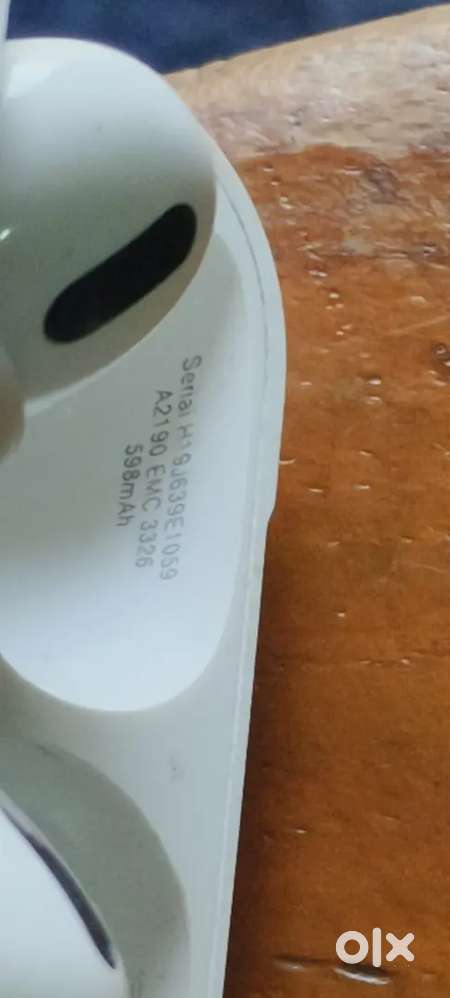 Serial H19J639E1059
A2190 EMC 3326
598mAh
olx